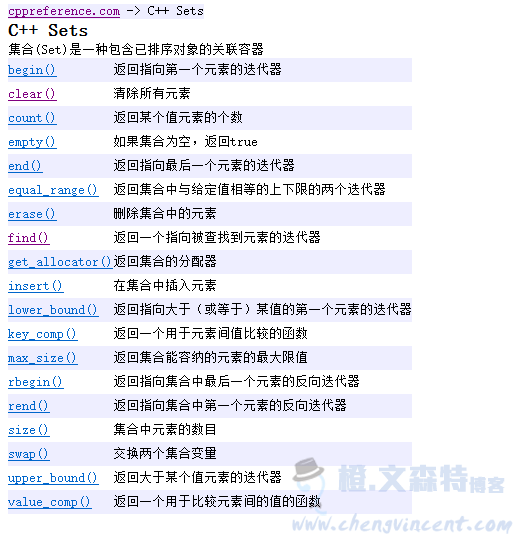 cppreference.com -> C++ Sets
C++ Sets
集合(Set)是一种包含已排序对象的关联容器
begin() 返回指向第一个元素的迭代器
clear() 清除所有元素
count() 返回某个值元素的个数
empty() 如果集合为空，返回true
end() 返回指向最后一个元素的迭代器
equal_range() 返回集合中与给定值相等的上下限的两个迭代器
erase() 删除集合中的元素
find() 返回一个指向被查找到元素的迭代器
get_allocator() 返回集合的分配器
insert() 在集合中插入元素
lower_bound() 返回指向大于（或等于）某值的第一个元素的迭代器
key_comp() 返回一个用于元素间值比较的函数
max_size() 返回集合能容纳的元素的最大限值
rbegin() 返回指向集合中最后一个元素的反向迭代器
rend() 返回指向集合中第一个元素的反向迭代器
size() 集合中元素的数目
swap() 交换两个集合变量
upper_bound() 返回大于某个值元素的迭代器
value_comp() 返回一个用于比较元素间的值的函数
橙.文森特博客
www.chengvincent.com